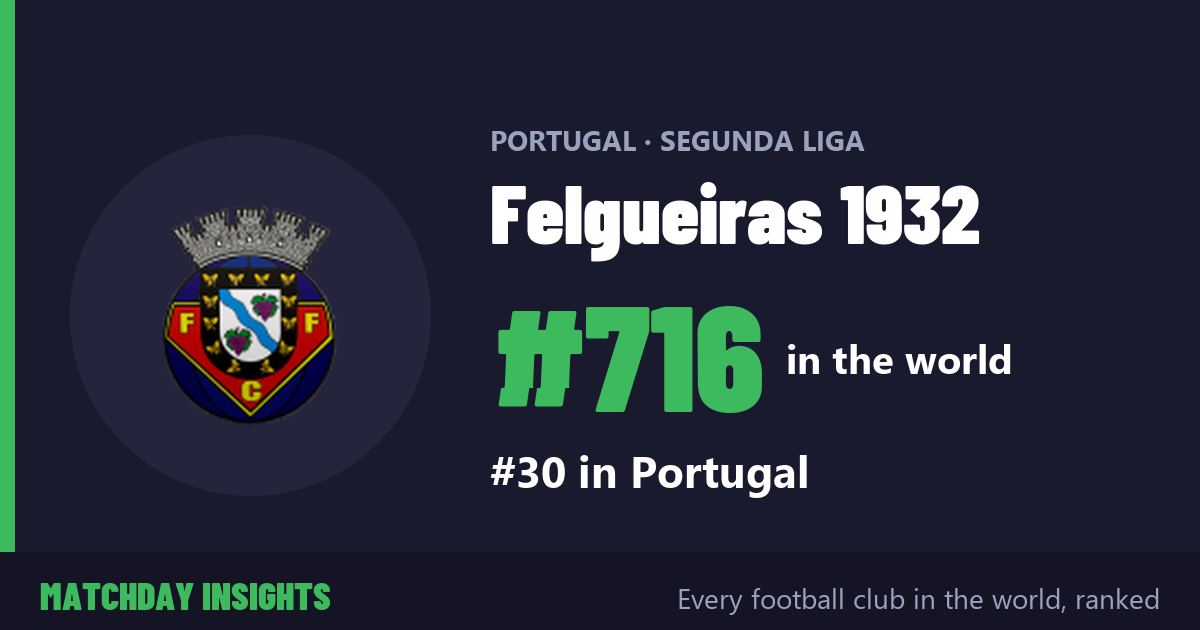 PORTUGAL · SEGUNDA LIGA
Felgueiras 1932
#716 in the world
#30 in Portugal
F F
C
MATCHDAY INSIGHTS
Every football club in the world, ranked